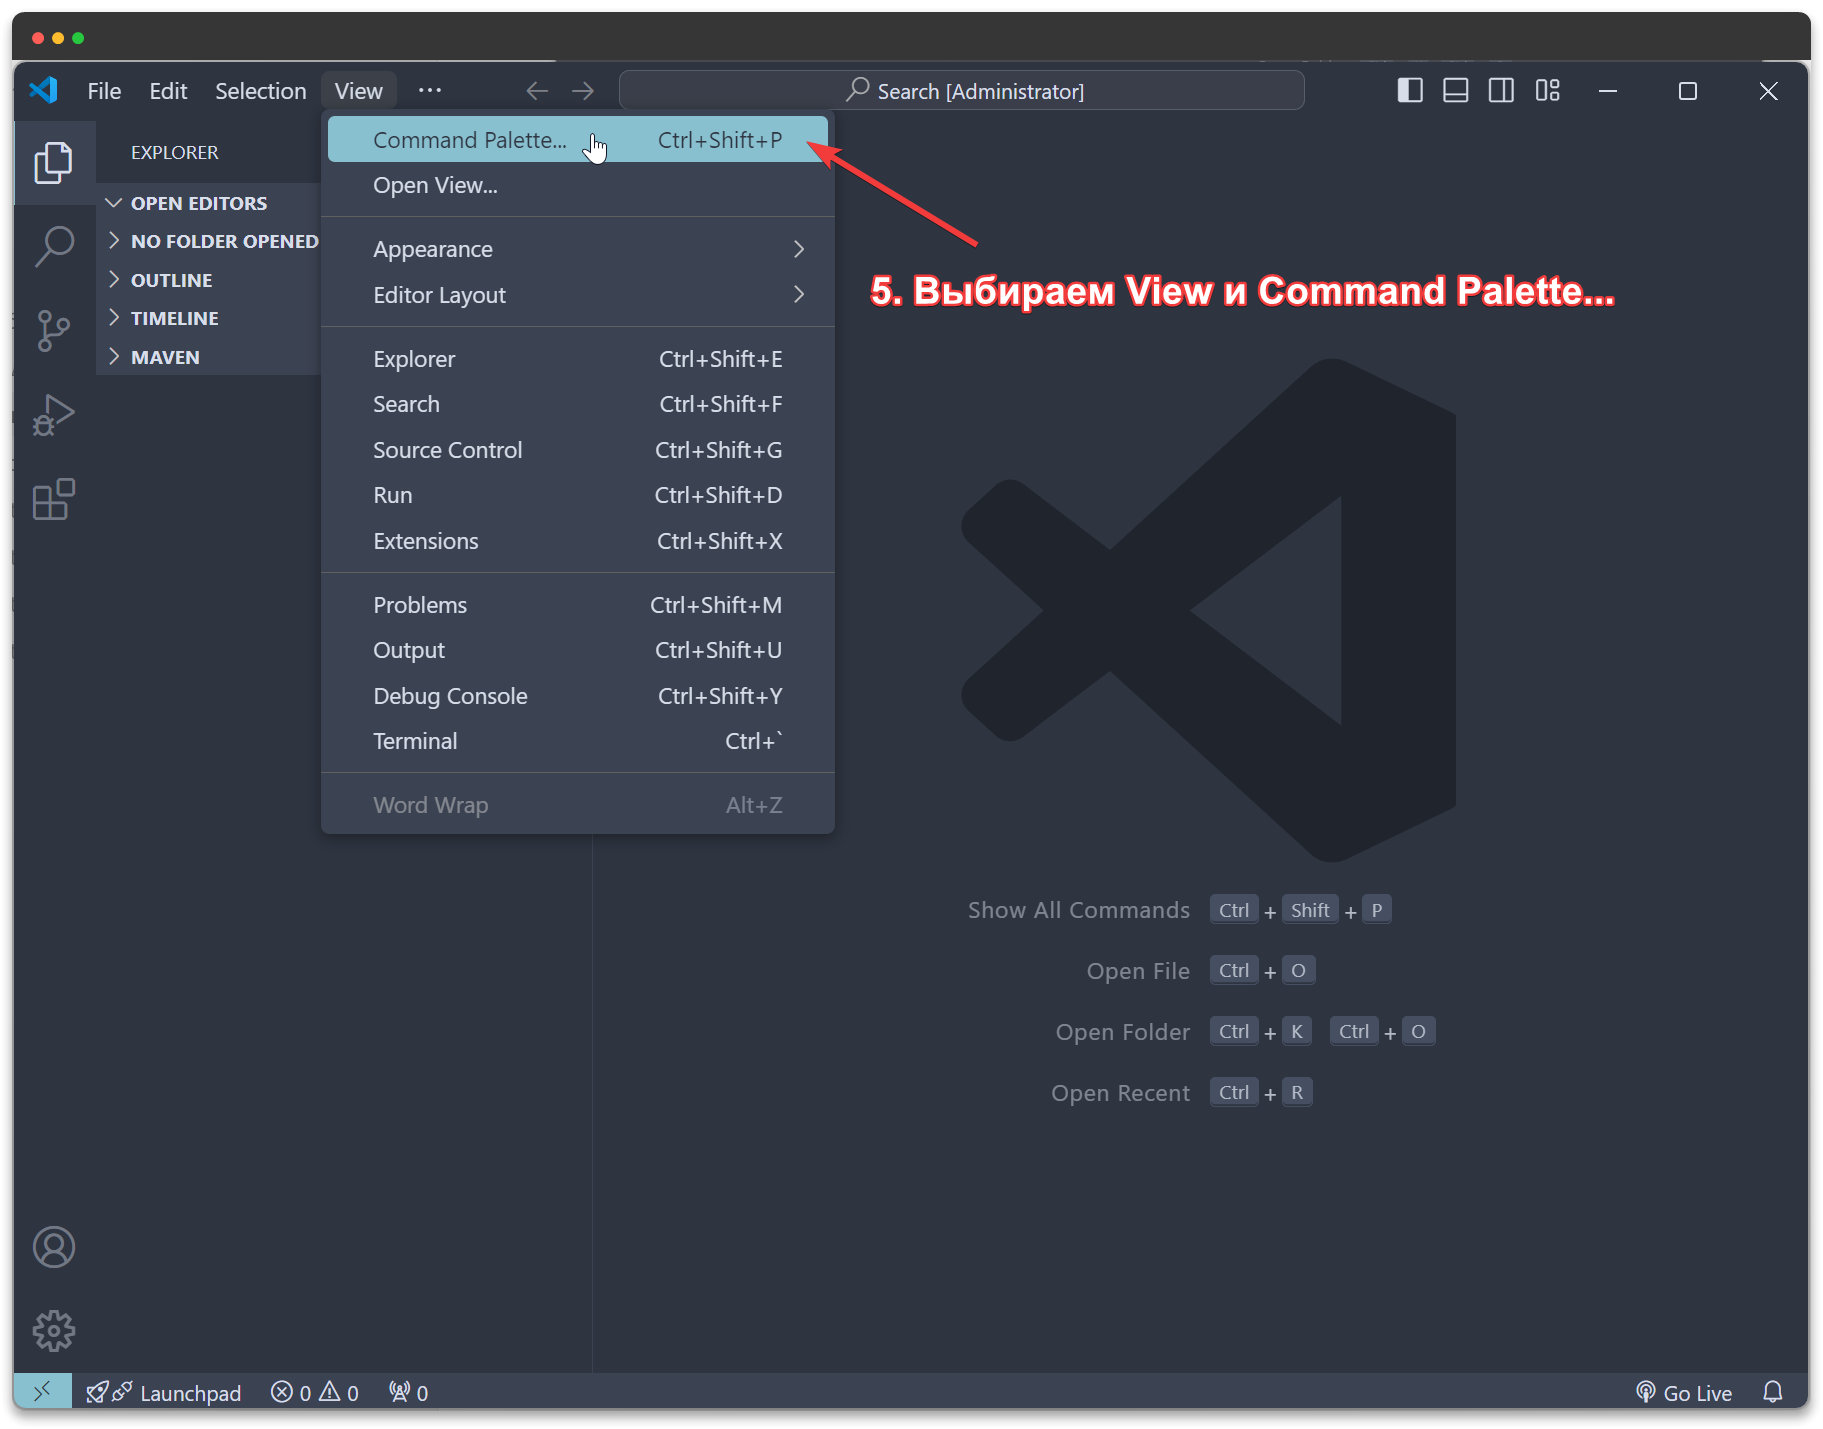 File Edit Selection View ··· Search [Administrator]
EXPLORER
OPEN EDITORS
NO FOLDER OPENED
OUTLINE
TIMELINE
MAVEN
Command Palette... Ctrl+Shift+P
Open View...
Appearance
Editor Layout
Explorer Ctrl+Shift+E
Search Ctrl+Shift+F
Source Control Ctrl+Shift+G
Run Ctrl+Shift+D
Extensions Ctrl+Shift+X
Problems Ctrl+Shift+M
Output Ctrl+Shift+U
Debug Console Ctrl+Shift+Y
Terminal Ctrl+`
Word Wrap Alt+Z
5. Выбираем View и Command Palette...
Show All Commands Ctrl + Shift + P
Open File Ctrl + O
Open Folder Ctrl + K Ctrl + O
Open Recent Ctrl + R
Launchpad 0 0 0 Go Live